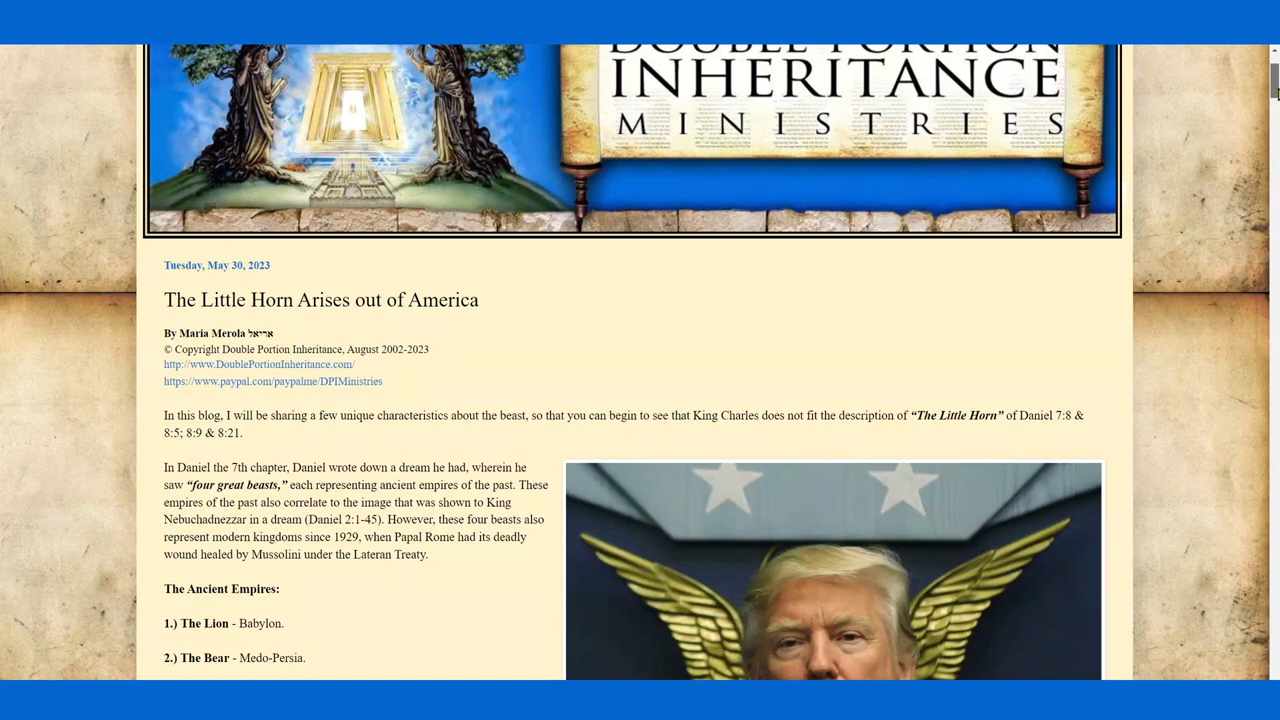 DOUBLE PORTION
INHERITANCE
MINISTRIES
Tuesday, May 30, 2023
The Little Horn Arises out of America
By Maria Merola אריאל
© Copyright Double Portion Inheritance, August 2002-2023
http://www.DoublePortionInheritance.com/
https://www.paypal.com/paypalme/DPIMinistries
In this blog, I will be sharing a few unique characteristics about the beast, so that you can begin to see that King Charles does not fit the description of “The Little Horn” of Daniel 7:8 &
8:5; 8:9 & 8:21.
In Daniel the 7th chapter, Daniel wrote down a dream he had, wherein he
saw “four great beasts,” each representing ancient empires of the past. These
empires of the past also correlate to the image that was shown to King
Nebuchadnezzar in a dream (Daniel 2:1-45). However, these four beasts also
represent modern kingdoms since 1929, when Papal Rome had its deadly
wound healed by Mussolini under the Lateran Treaty.
The Ancient Empires:
1.) The Lion - Babylon.
2.) The Bear - Medo-Persia.